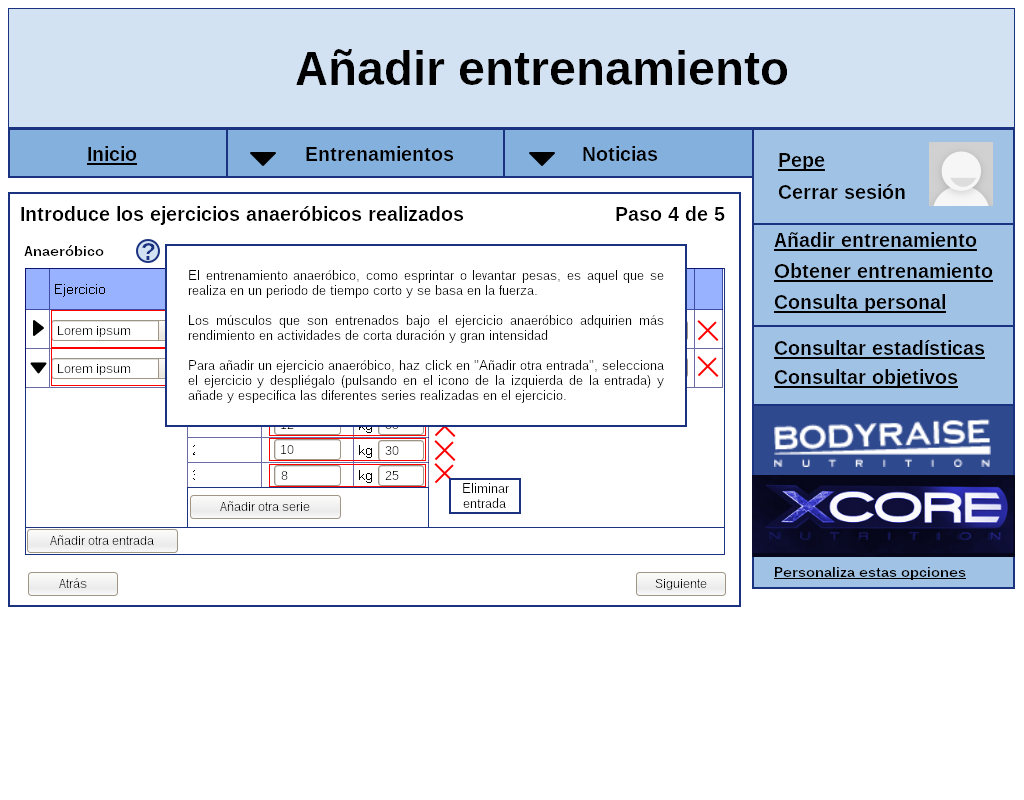 Añadir entrenamiento
Inicio
Entrenamientos
Noticias
Pepe
Cerrar sesión
Introduce los ejercicios anaeróbicos realizados
Paso 4 de 5
Anaeróbico
?
Ejercicio
Lorem ipsum
Lorem ipsum
El entrenamiento anaeróbico, como esprintar o levantar pesas, es aquel que se
realiza en un periodo de tiempo corto y se basa en la fuerza.
Los músculos que son entrenados bajo el ejercicio anaeróbico adquirien más
rendimiento en actividades de corta duración y gran intensidad
Para añadir un ejercicio anaeróbico, haz click en "Añadir otra entrada", selecciona
el ejercicio y despliégalo (pulsando en el icono de la izquierda de la entrada) y
añade y especifica las diferentes series realizadas en el ejercicio.
kg
10 kg 30
8 kg 25
Eliminar
entrada
Añadir otra serie
Añadir otra entrada
Atrás
Siguiente
Añadir entrenamiento
Obtener entrenamiento
Consulta personal
Consultar estadísticas
Consultar objetivos
BODYRAISE
NUTRITION
XCORE
NUTRITION
Personaliza estas opciones